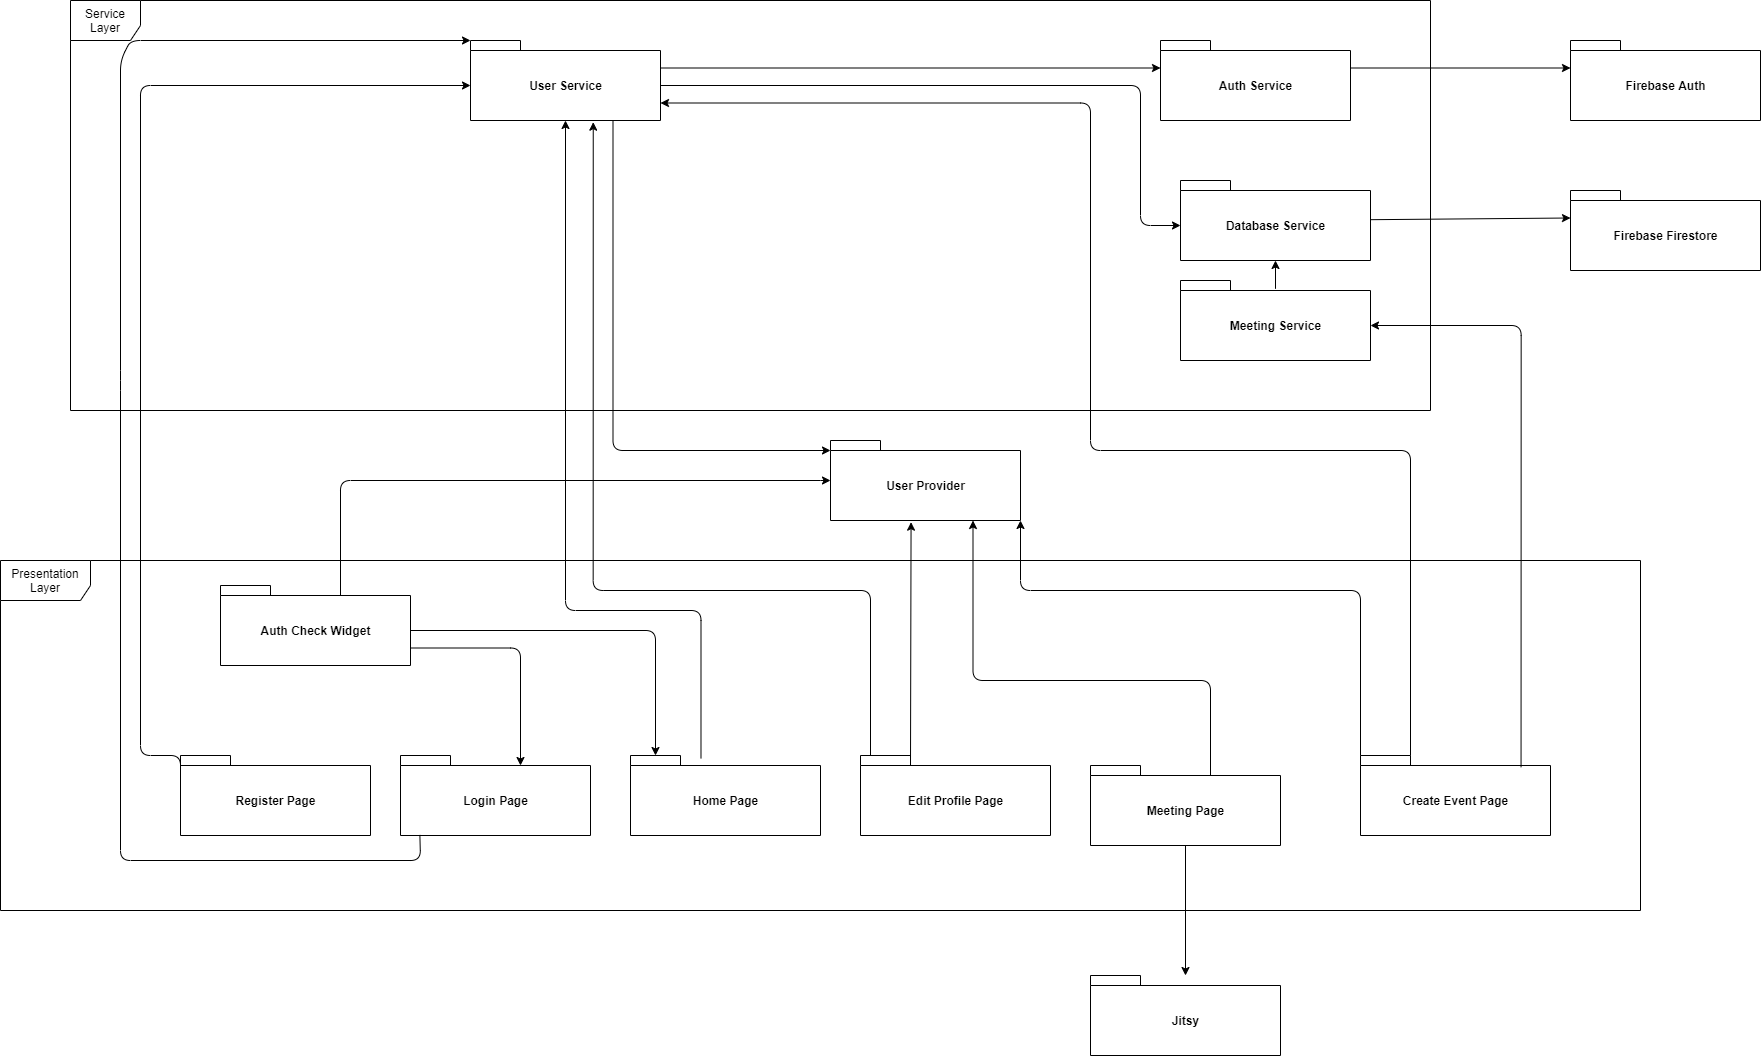 Service
Layer
User Service
Auth Service
Firebase Auth
Database Service
Firebase Firestore
Meeting Service
User Provider
Presentation
Layer
Auth Check Widget
Register Page
Login Page
Home Page
Edit Profile Page
Meeting Page
Create Event Page
Jitsy